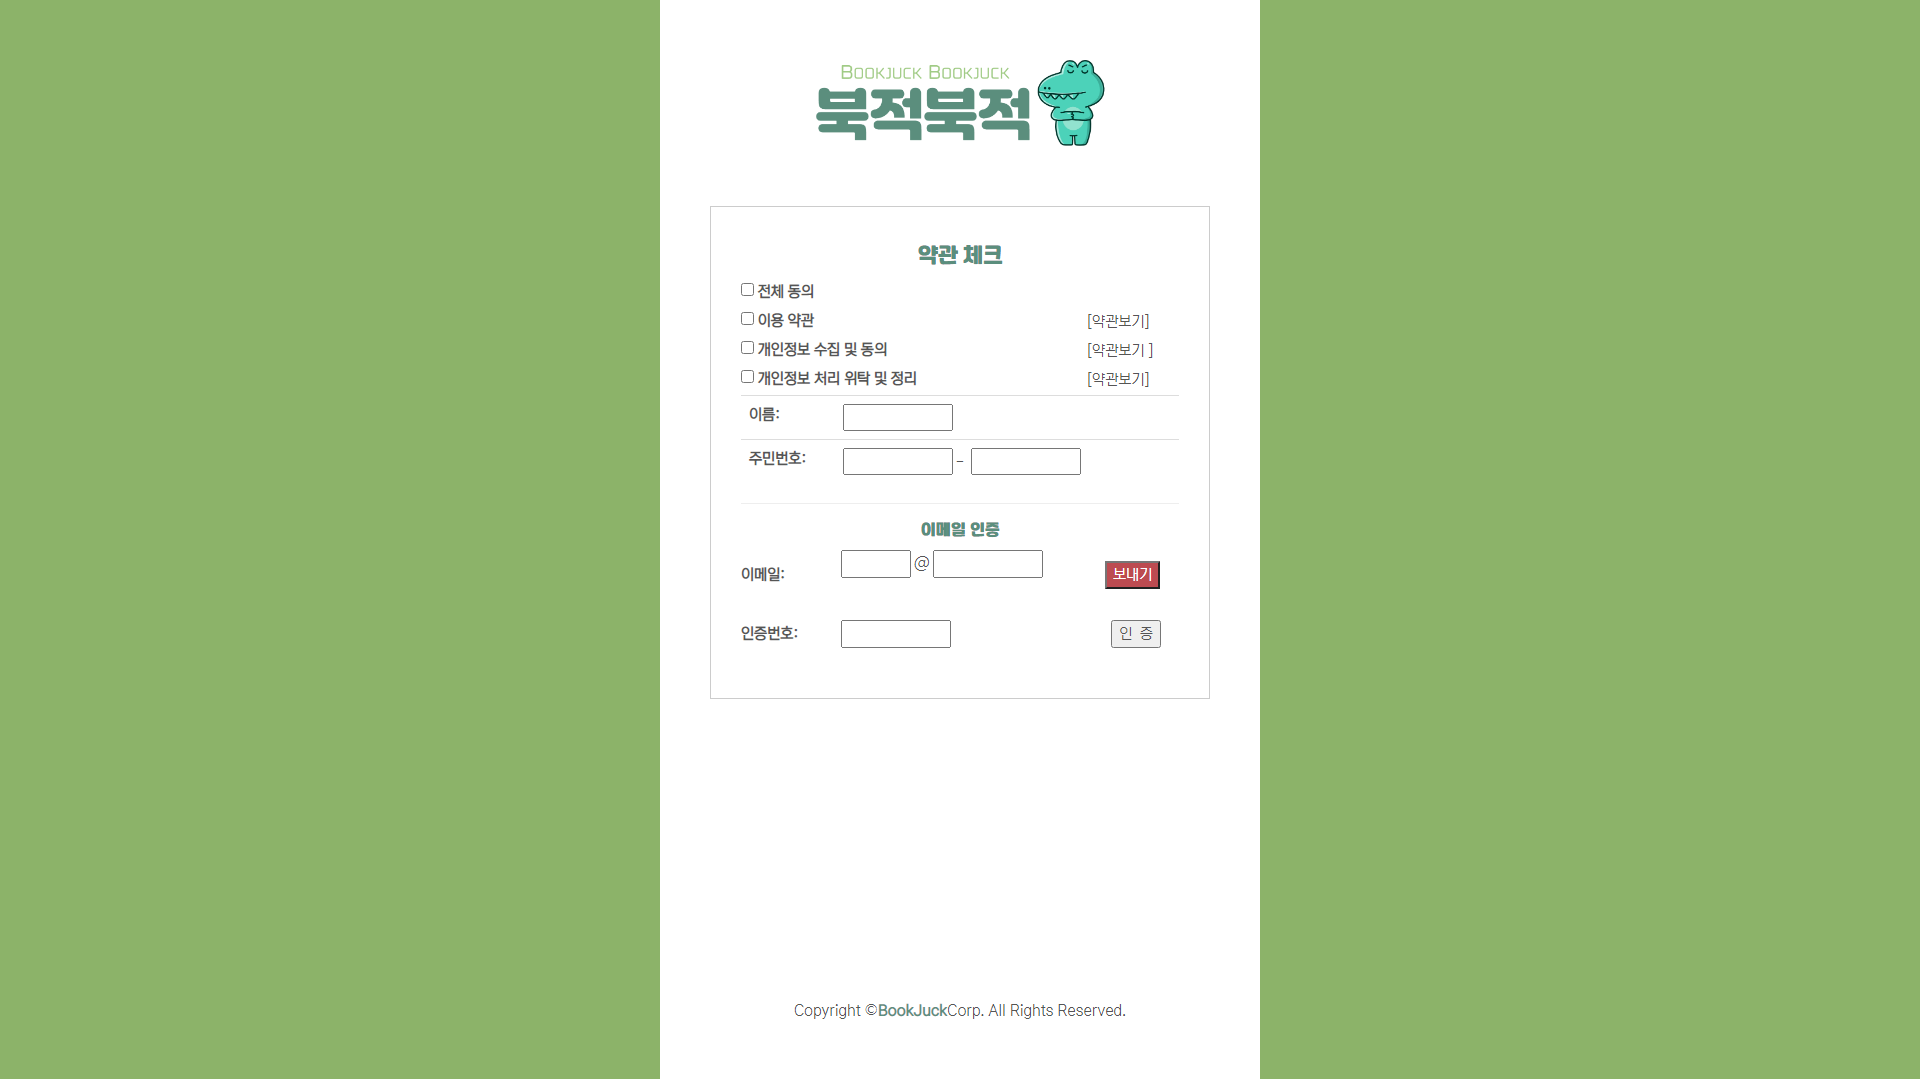 BOOKJUCK BOOKJUCK
북적북적
약관 체크
전체 동의
이용 약관 [약관보기]
개인정보 수집 및 동의 [약관보기 ]
개인정보 처리 위탁 및 정리 [약관보기]
이름:
주민번호: -
이메일 인증
이메일: @ 보내기
인증번호: 인 증
Copyright ©BookJuckCorp. All Rights Reserved.